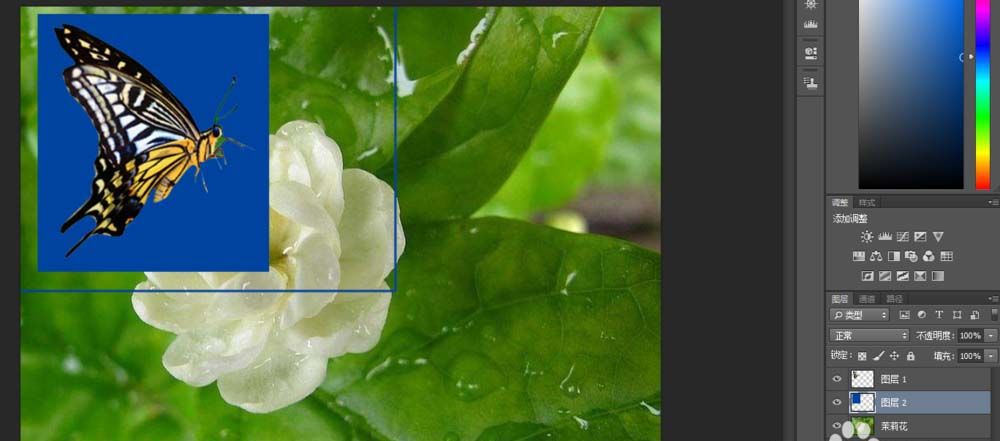 调整 样式
添加调整
图层 通道 路径
类型
正常 不透明度: 100%
锁定: 填充: 100%
图层 1
图层 2
茉莉花